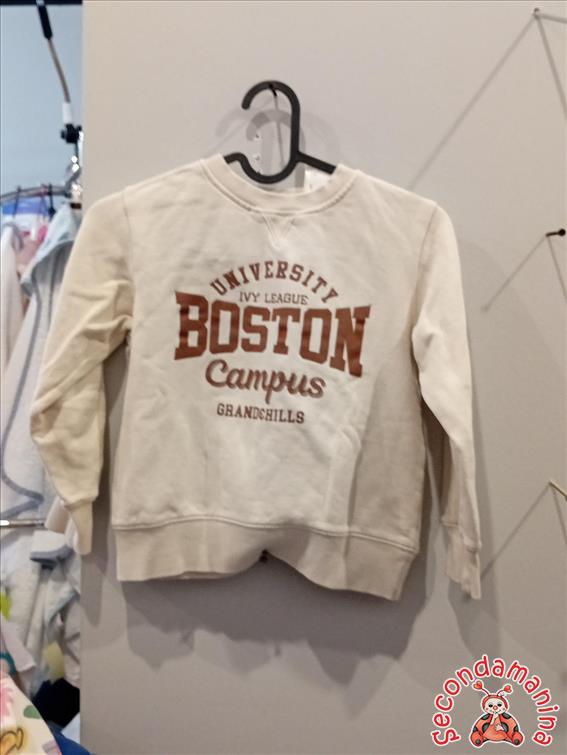 UNIVERSITY
IVY LEAGUE
BOSTON
Campus
GRANDCHILLS
Secondamanina